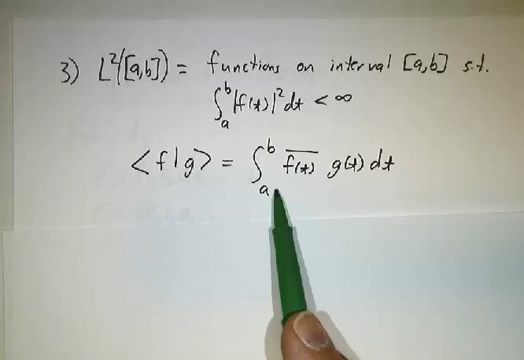 3) L²([a,b]) = functions on interval [a,b] s.t.
∫ₐᵇ |f(t)|² dt < ∞
<f|g> = ∫ₐᵇ f̅(̅t̅)̅ g(t) dt